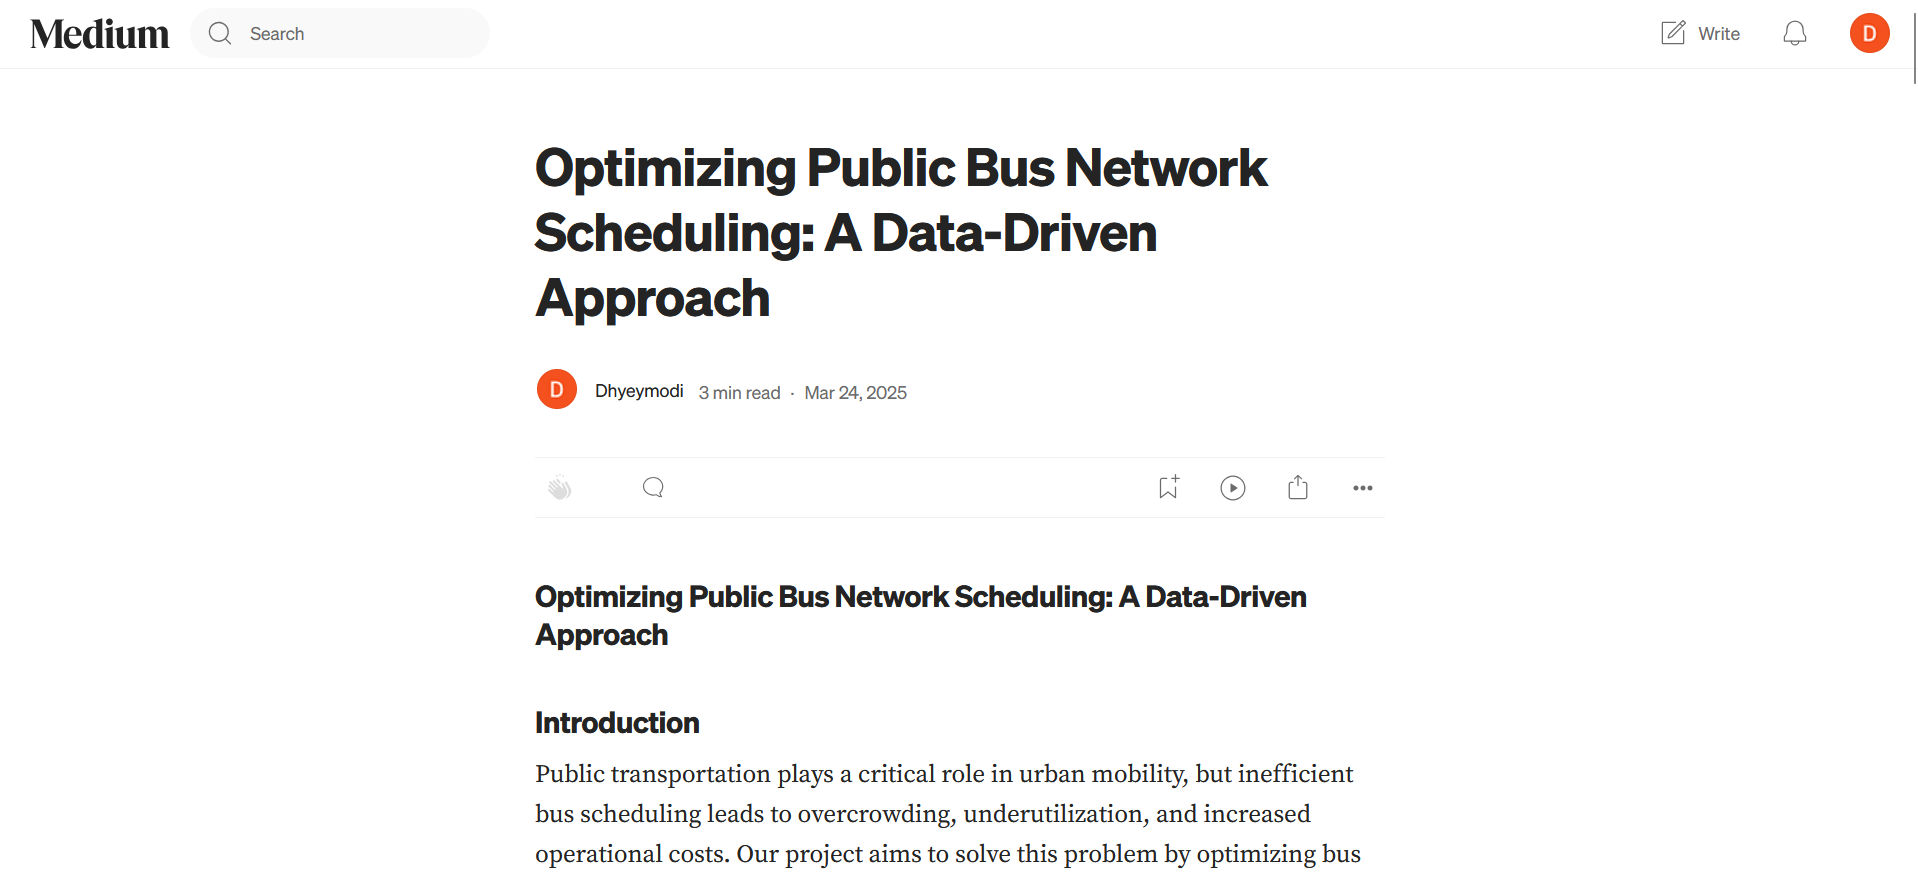 Medium
Search
Write
D
Optimizing Public Bus Network
Scheduling: A Data-Driven
Approach
D
Dhyeymodi 3 min read · Mar 24, 2025
Optimizing Public Bus Network Scheduling: A Data-Driven
Approach
Introduction
Public transportation plays a critical role in urban mobility, but inefficient
bus scheduling leads to overcrowding, underutilization, and increased
operational costs. Our project aims to solve this problem by optimizing bus